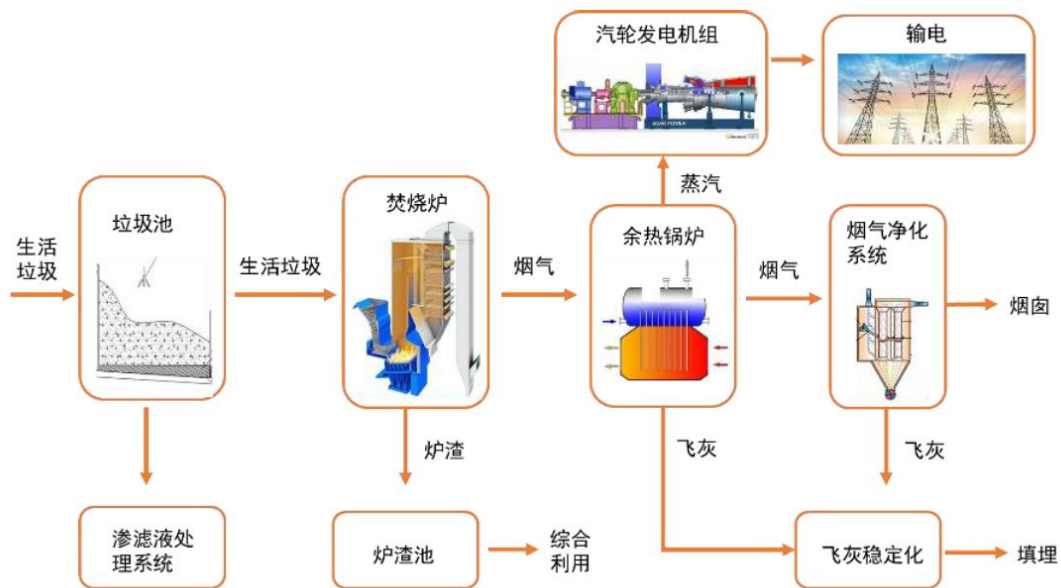 汽轮发电机组
输电
蒸汽
生活
垃圾
垃圾池
生活垃圾
焚烧炉
烟气
余热锅炉
烟气
烟气净化
系统
烟囱
炉渣
飞灰
飞灰
渗滤液处
理系统
炉渣池
综合
利用
飞灰稳定化
填埋